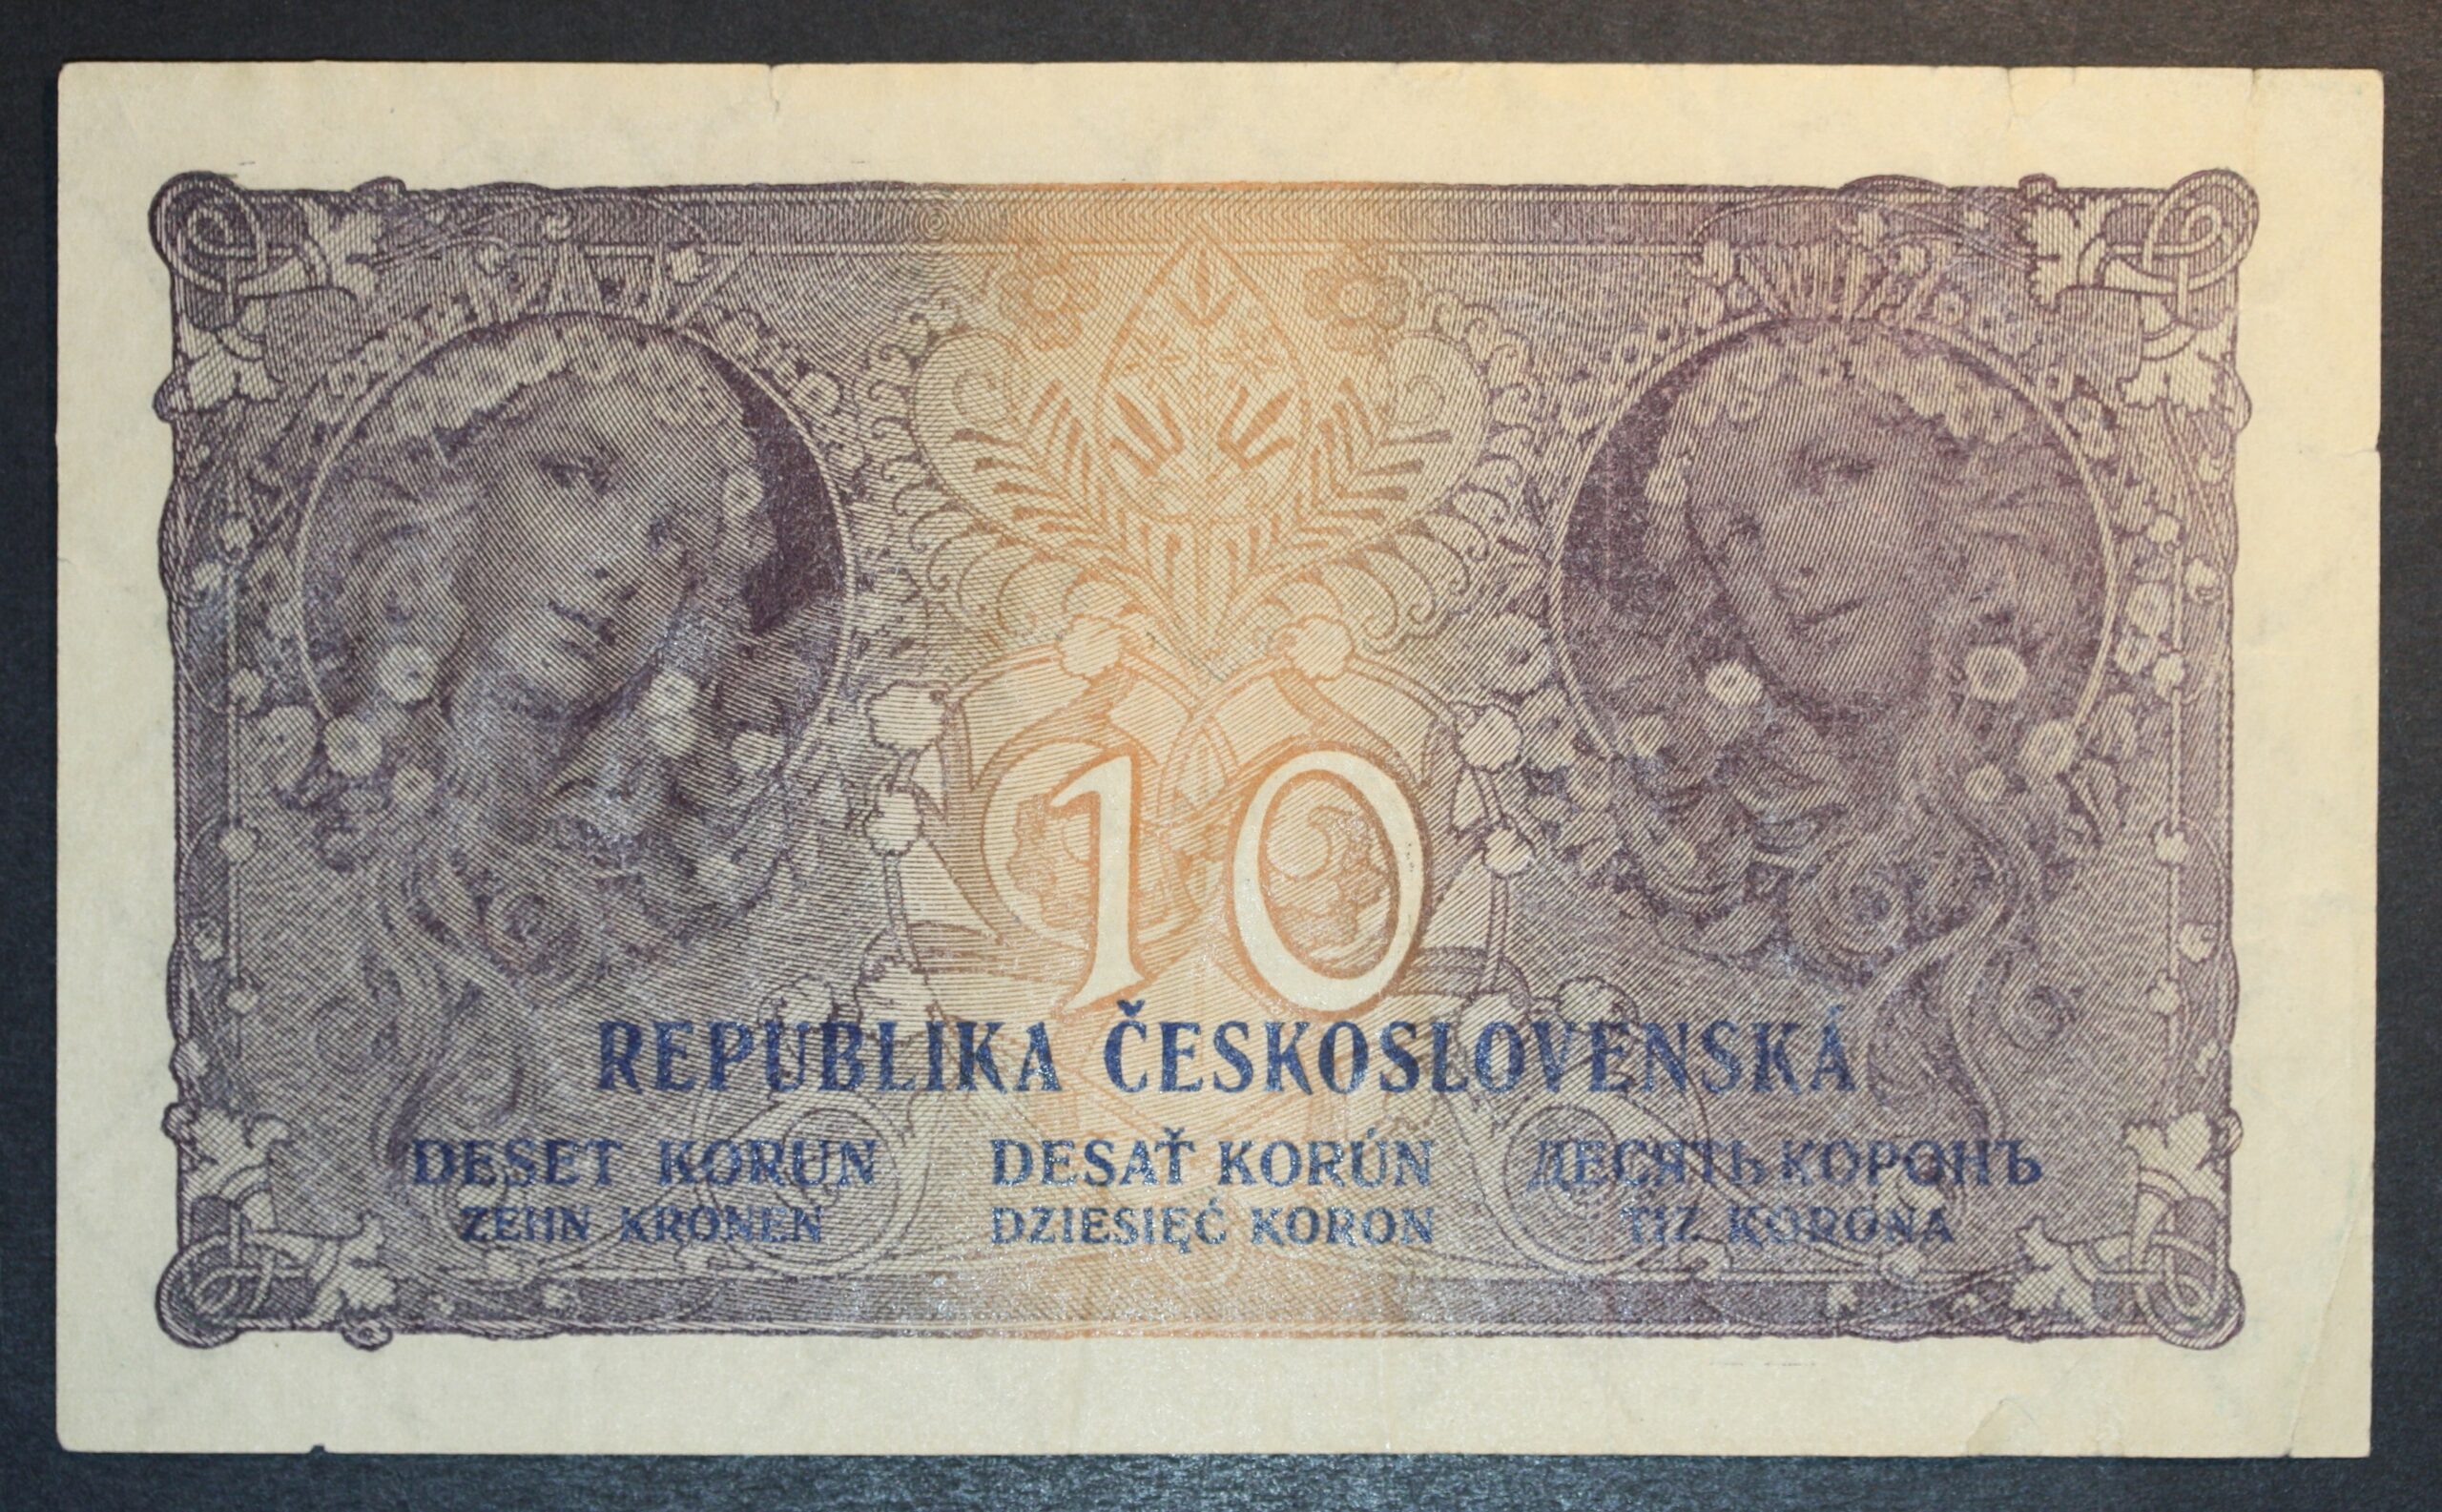 10
REPUBLIKA ČESKOSLOVENSKÁ
DESET KORUN DESAŤ KORÚN ДЕСЯТЬ КОРОНЪ
ZEHN KRONEN DZIESIĘĆ KORON TIZ KORONA